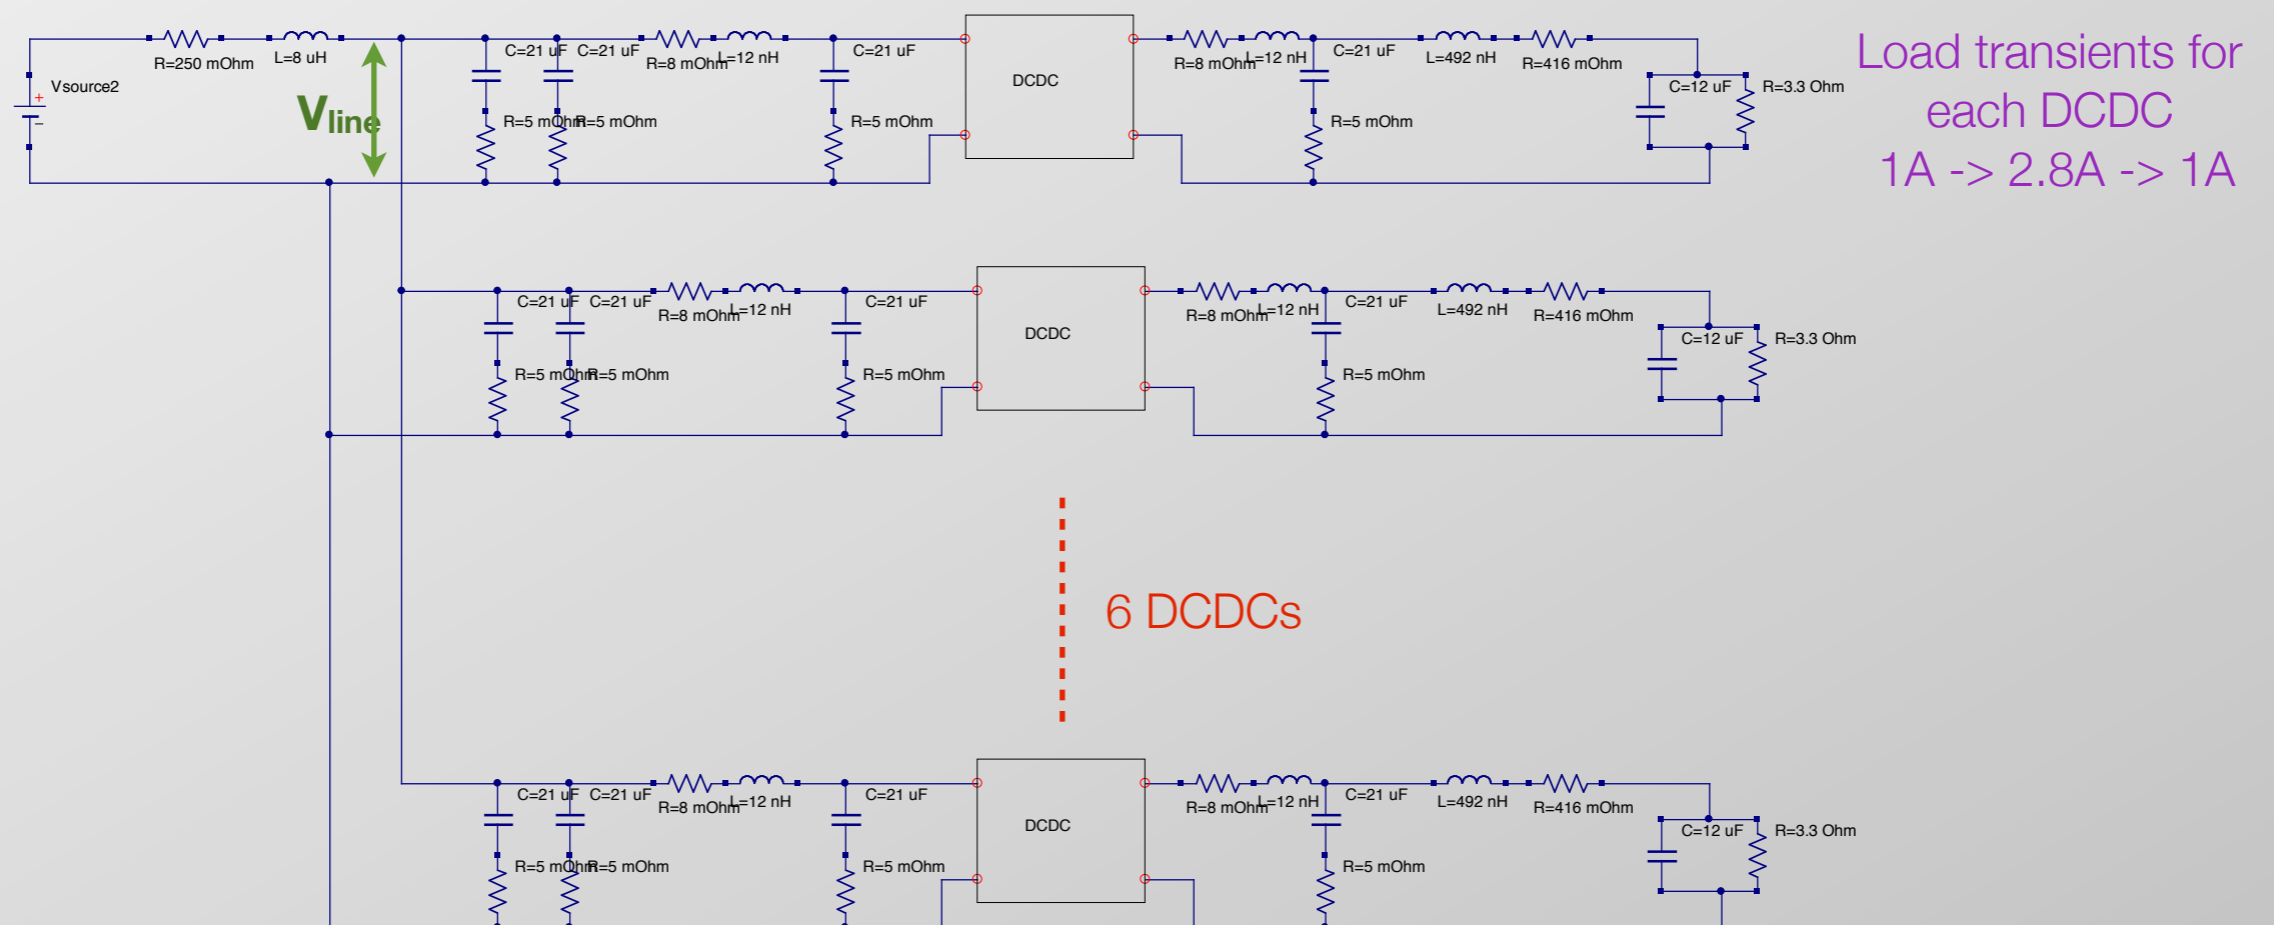 C=21 uF C=21 uF
L=12 nH
C=21 uF
L=12 nH
C=21 uF
L=492 nH
R=250 mOhm
L=8 uH
R=8 mOhm
DCDC
R=8 mOhm
R=416 mOhm
Vsource2
+
−
Vline
R=5 mOhm
R=5 mOhm
R=5 mOhm
R=5 mOhm
C=12 uF
R=3.3 Ohm
Load transients for
each DCDC
1A -> 2.8A -> 1A
C=21 uF C=21 uF
R=8 mOhm
L=12 nH
C=21 uF
DCDC
R=8 mOhm
L=12 nH
C=21 uF
L=492 nH
R=416 mOhm
R=5 mOhm
R=5 mOhm
R=5 mOhm
R=5 mOhm
C=12 uF
R=3.3 Ohm
6 DCDCs
C=21 uF C=21 uF
R=8 mOhm
L=12 nH
C=21 uF
DCDC
R=8 mOhm
L=12 nH
C=21 uF
L=492 nH
R=416 mOhm
R=5 mOhm
R=5 mOhm
R=5 mOhm
R=5 mOhm
C=12 uF
R=3.3 Ohm